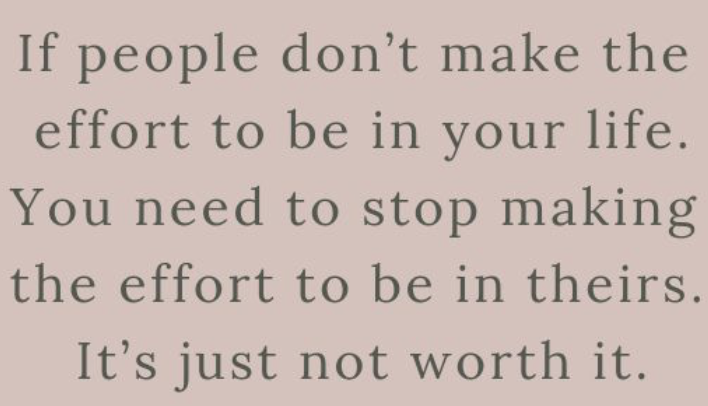 If people don’t make the
effort to be in your life.
You need to stop making
the effort to be in theirs.
It’s just not worth it.